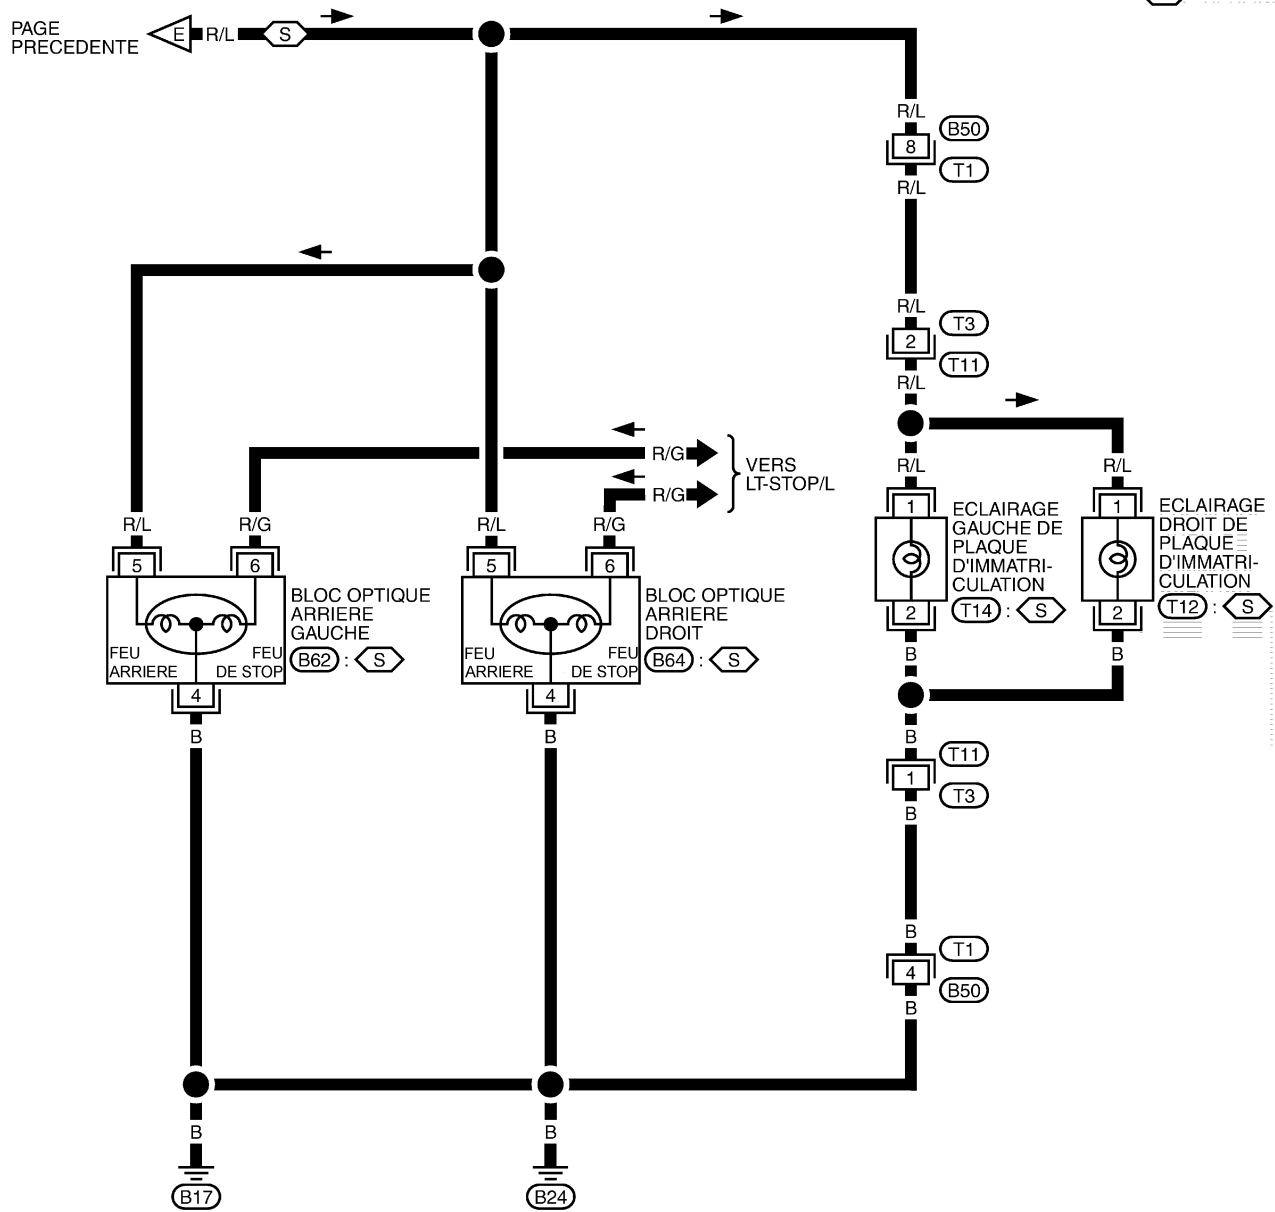 PAGE
PRECEDENTE
E
R/L
S
R/L
8
B50
T1
R/L
R/L
2
T3
T11
R/L
R/G
R/G
VERS
LT-STOP/L
R/L
R/L
R/L
R/G
R/L
R/G
1
ECLAIRAGE
GAUCHE DE
PLAQUE
D'IMMATRI-
CULATION
T14 : S
2
1
ECLAIRAGE
DROIT DE
PLAQUE
D'IMMATRI-
CULATION
T12 : S
2
5
6
FEU
ARRIERE
FEU
DE STOP
4
BLOC OPTIQUE
ARRIERE
GAUCHE
B62 : S
5
6
FEU
ARRIERE
FEU
DE STOP
4
BLOC OPTIQUE
ARRIERE
DROIT
B64 : S
B
B
B
B
B
T11
1
T3
B
B
T1
4
B50
B
B
B
B17
B24